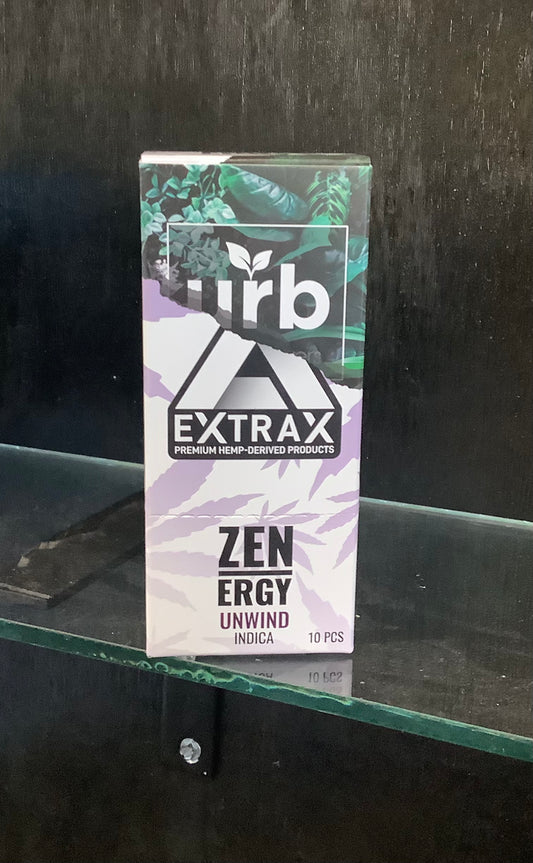 urb
EXTRAX
PREMIUM HEMP-DERIVED PRODUCTS
ZEN
ERGY
UNWIND
INDICA
10 PCS